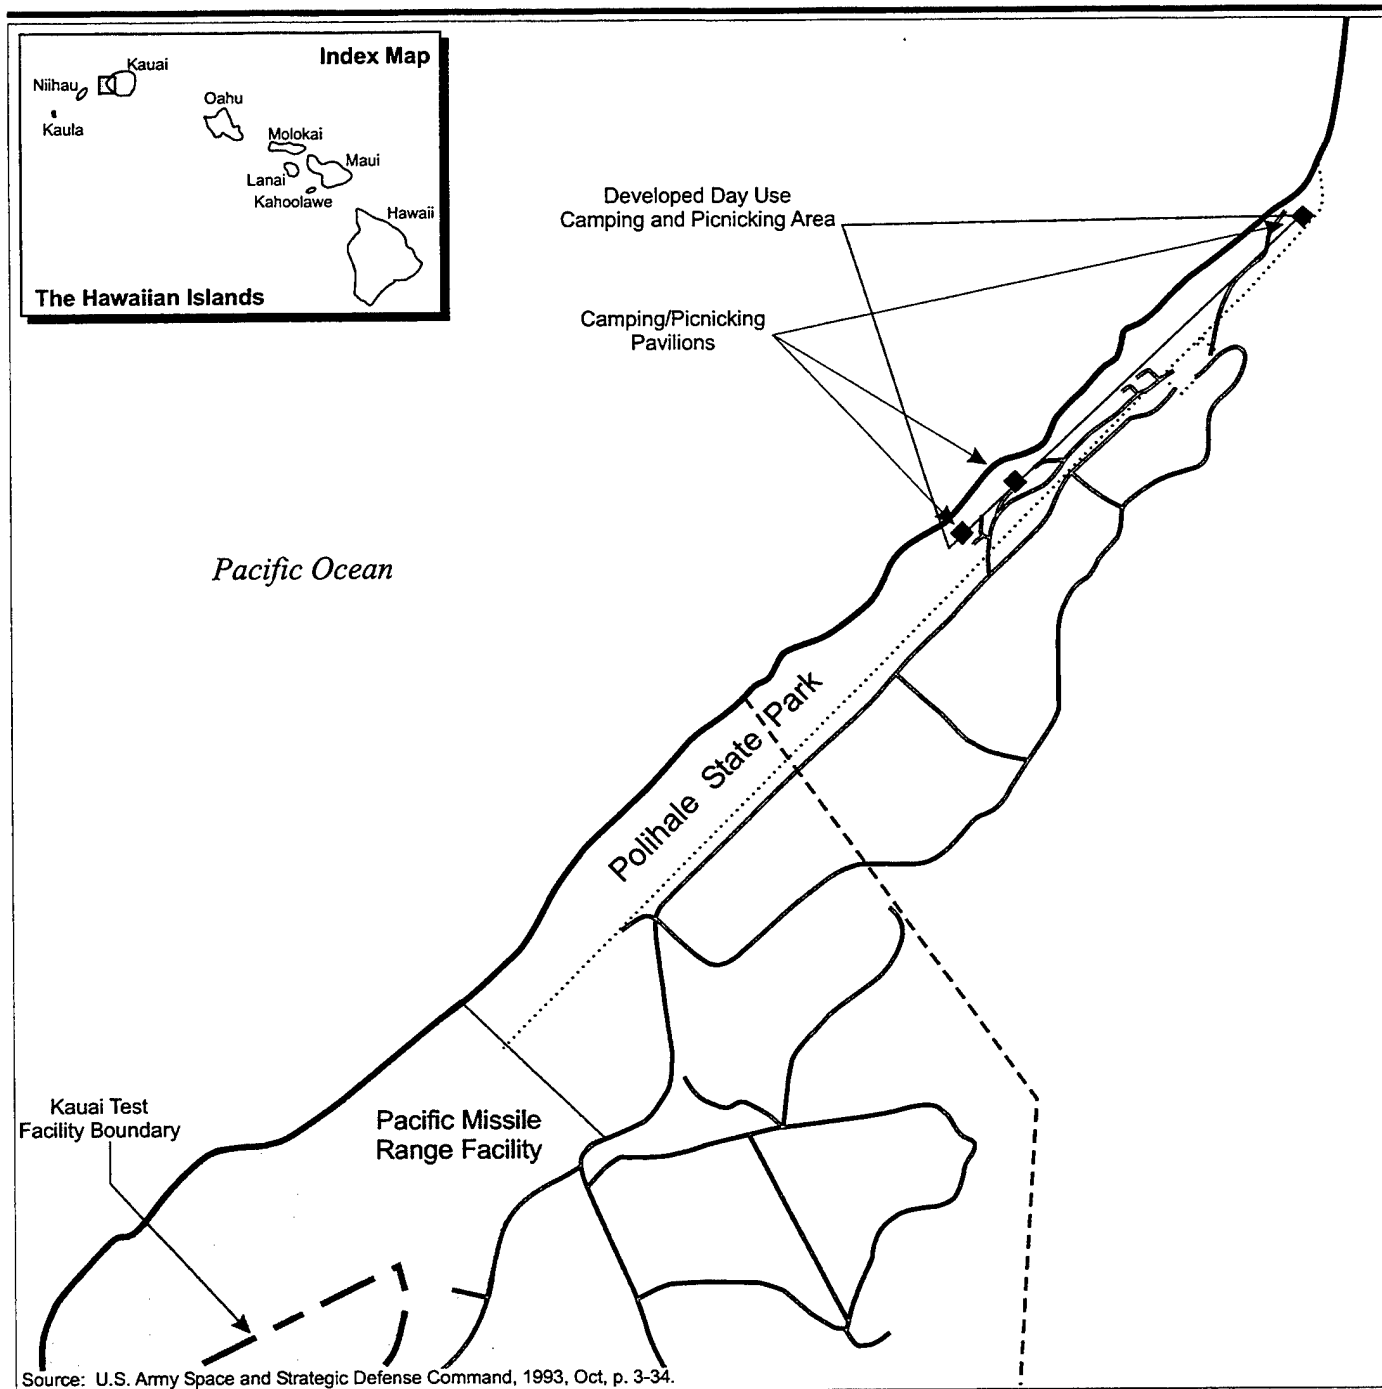 Index Map
Kauai
Niihau
Kaula
Oahu
Molokai
Maui
Lanai
Kahoolawe
Hawaii
The Hawaiian Islands
Developed Day Use
Camping and Picnicking Area
Camping/Picnicking
Pavilions
Pacific Ocean
Polihale State Park
Kauai Test
Facility Boundary
Pacific Missile
Range Facility
Source: U.S. Army Space and Strategic Defense Command, 1993, Oct, p. 3-34.